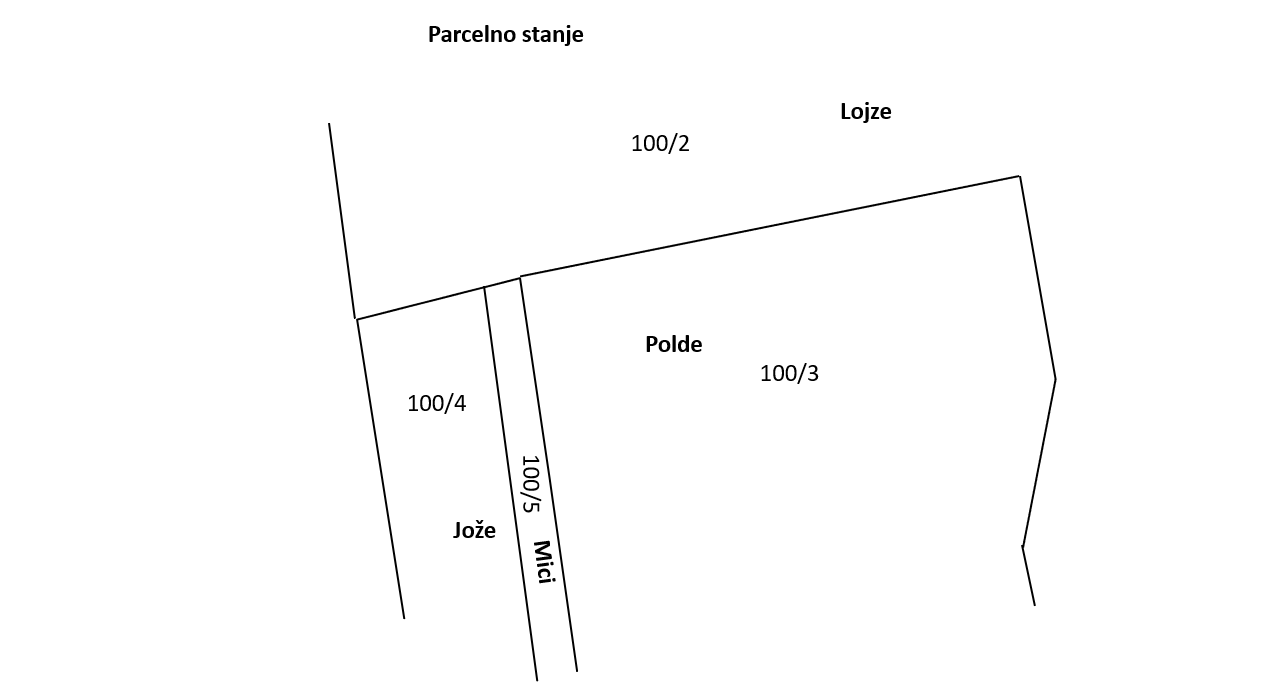 Parcelno stanje
Lojze
100/2
Polde
100/3
100/4
100/5
Jože
Mici